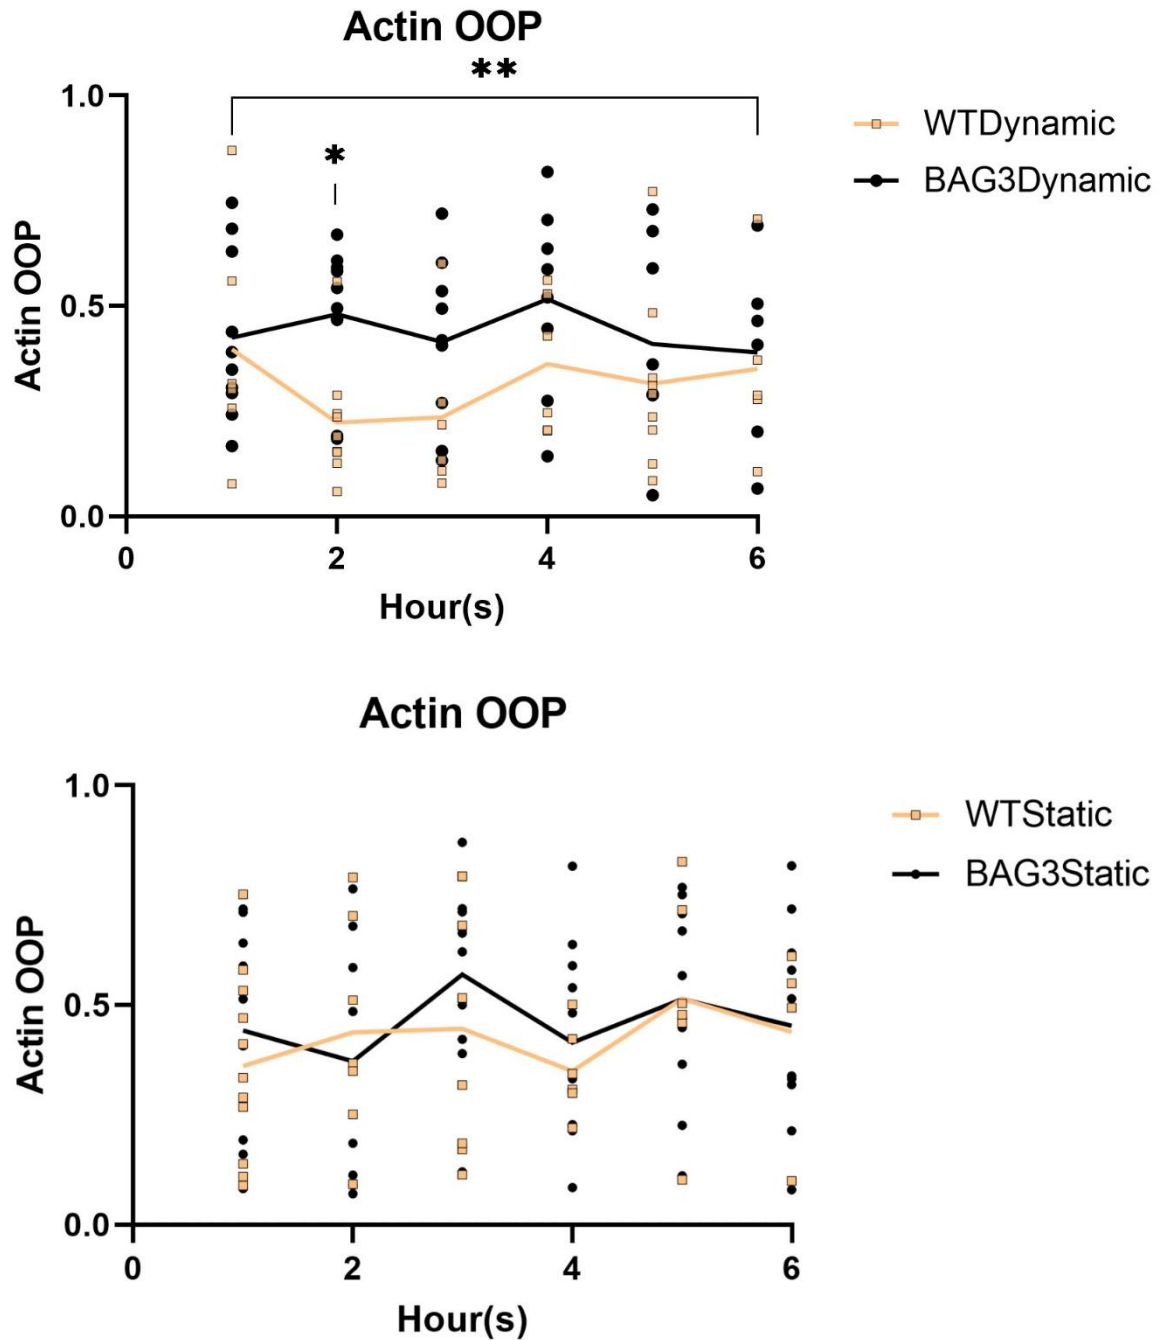 Actin OOP
**
1.0
*
0.5
0.0
0 2 4 6
Actin OOP
Hour(s)
WTDynamic
BAG3Dynamic
Actin OOP
1.0
0.5
0.0
0 2 4 6
Actin OOP
Hour(s)
WTStatic
BAG3Static